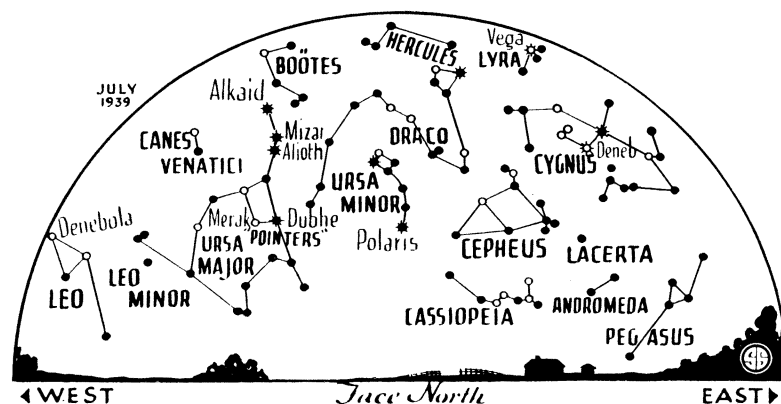 JULY
1939
BOÖTES
HERCULES
Vega
LYRA
Alkaid
CANES
VENATICI
Mizar
Alioth
DRACO
CYGNUS
Deneb
URSA
MINOR
Denebola
Merak
"POINTERS"
Dubhe
Polaris
URSA
MAJOR
CEPHEUS
LACERTA
LEO
LEO
MINOR
CASSIOPEIA
ANDROMEDA
PEGASUS
SS
WEST
Face North
EAST